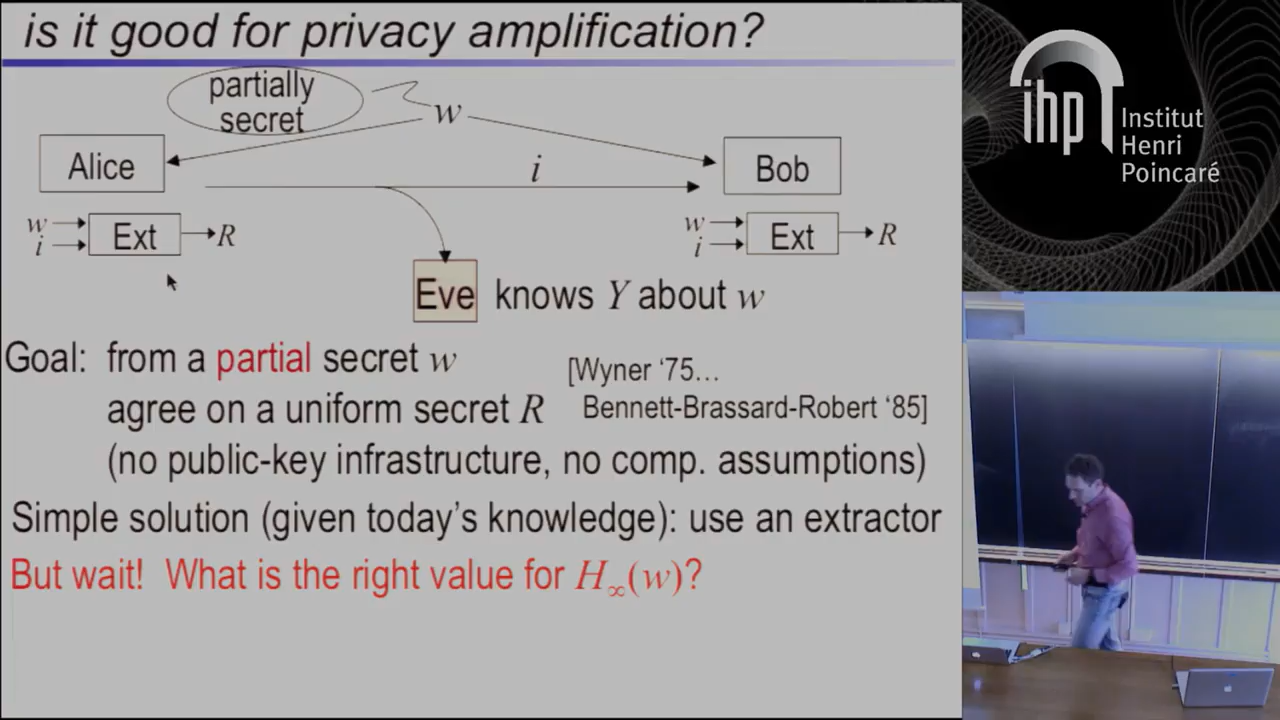 is it good for privacy amplification?
partially
secret
w
Alice
i
Bob
w
i
Ext
R
w
i
Ext
R
Eve knows Y about w
Goal: from a partial secret w
[Wyner ‘75…
agree on a uniform secret R
Bennett-Brassard-Robert ‘85]
(no public-key infrastructure, no comp. assumptions)
Simple solution (given today’s knowledge): use an extractor
But wait! What is the right value for H∞(w)?
ihp
Institut
Henri
Poincaré